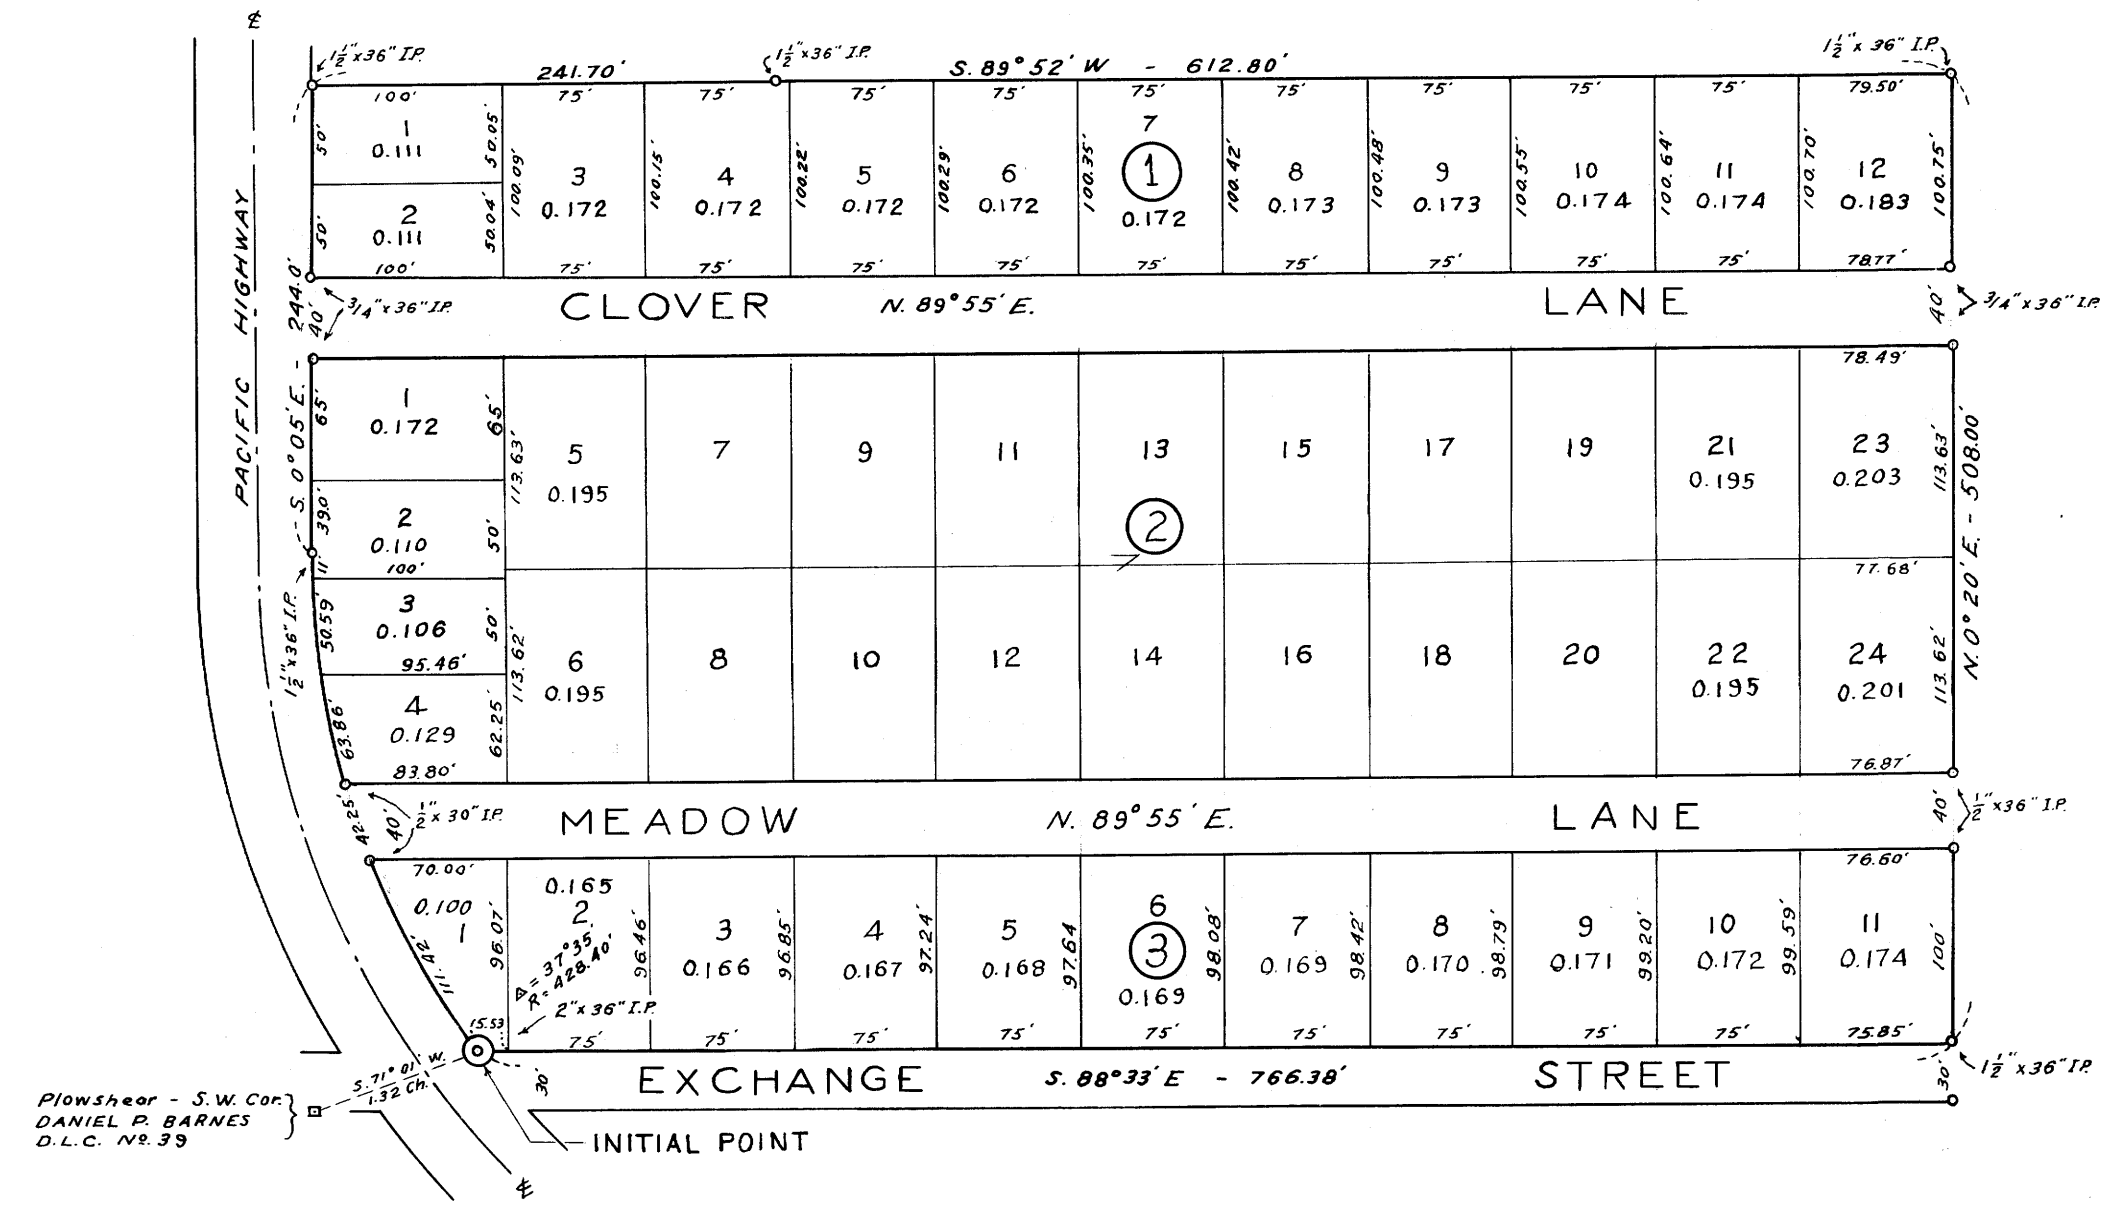 ℄
1½" x 36" I.P.
241.70'
1½" x 36" I.P.
S. 89° 52' W - 612.80'
1½" x 36" I.P.
100' 75' 75' 75' 75' 75' 75' 75' 75' 75' 79.50'
50' 1 0.111 50.05'
50' 2 0.111 50.04'
100.09' 3 0.172
100.15' 4 0.172
100.22' 5 0.172
100.29' 6 0.172
100.35' 7 1 0.172
100.42' 8 0.173
100.48' 9 0.173
100.55' 10 0.174
100.64' 11 0.174
100.70' 12 0.183 100.75'
100' 75' 75' 75' 75' 75' 75' 75' 75' 75' 78.77'
PACIFIC HIGHWAY
S. 0° 05' E. - 244.0'
40'
3/4" x 36" I.P.
CLOVER N. 89° 55' E. LANE
40'
3/4" x 36" I.P.
78.49'
65' 1 0.172 65'
39.0' 2 0.110 50'
11' 100'
1½" x 36" I.P.
50.59' 3 0.106 50'
95.46'
63.86' 4 0.129 62.25'
83.80'
113.63' 5 0.195
7
9
11
13
15
17
19
21 0.195
23 0.203 113.63'
2
77.68'
113.62' 6 0.195
8
10
12
14
16
18
20
22 0.195
24 0.201 113.62'
76.87'
N. 0° 20' E. - 508.00'
42.25'
40'
½" x 30" I.P.
MEADOW N. 89° 55' E. LANE
40'
½" x 36" I.P.
70.00' 76.60'
0.100 1 111.42' 96.07'
0.165 2 96.46'
Δ = 37° 35'
R = 428.40'
2" x 36" I.P.
3 0.166 96.85'
4 0.167 97.24'
5 0.168 97.64
6 3 0.169 98.08'
7 0.169 98.42'
8 0.170 98.79'
9 0.171 99.20'
10 0.172 99.59'
11 0.174 100'
15.53 75' 75' 75' 75' 75' 75' 75' 75' 75' 75.85'
S. 71° 01' W.
1.32 Ch.
30'
EXCHANGE S. 88° 33' E - 766.38' STREET
30'
1½" x 36" I.P.
Plowshear - S.W. Cor.
DANIEL P. BARNES
D.L.C. No. 39
INITIAL POINT
℄